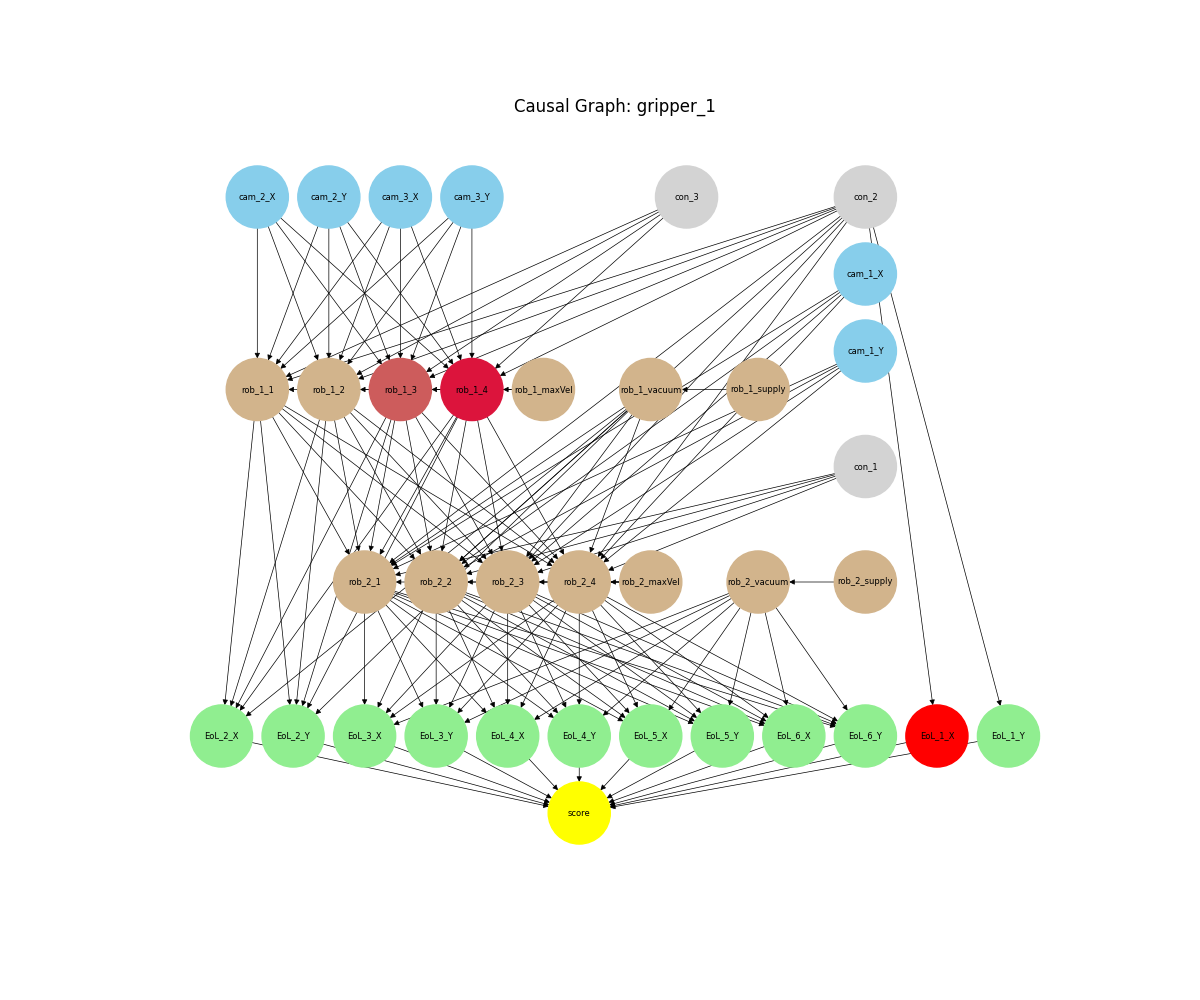 Causal Graph: gripper_1
cam_2_X cam_2_Y cam_3_X cam_3_Y con_3 con_2
cam_1_X
cam_1_Y
rob_1_1 rob_1_2 rob_1_3 rob_1_4 rob_1_maxVel rob_1_vacuum rob_1_supply
con_1
rob_2_1 rob_2_2 rob_2_3 rob_2_4 rob_2_maxVel rob_2_vacuum rob_2_supply
EoL_2_X EoL_2_Y EoL_3_X EoL_3_Y EoL_4_X EoL_4_Y EoL_5_X EoL_5_Y EoL_6_X EoL_6_Y EoL_1_X EoL_1_Y
score